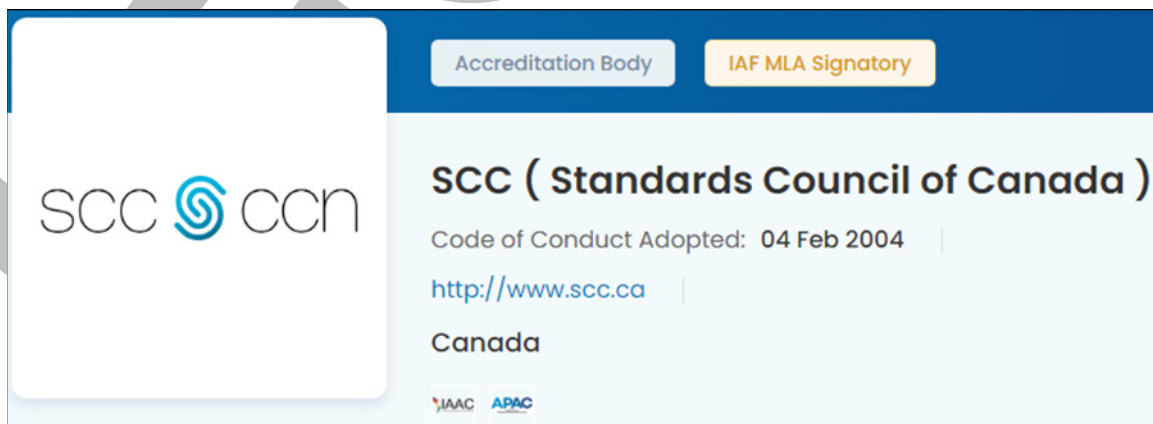 Accreditation Body
IAF MLA Signatory
scc ccn
SCC ( Standards Council of Canada )
Code of Conduct Adopted: 04 Feb 2004
http://www.scc.ca
Canada
IAAC APAC